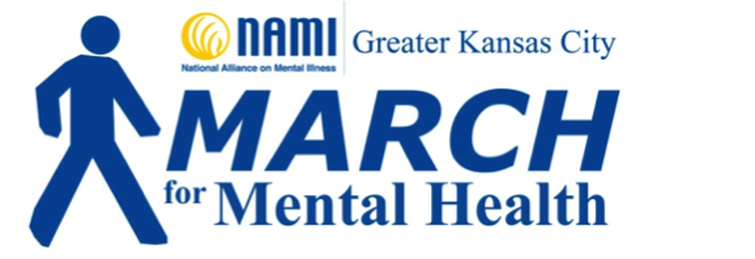 NAMI
National Alliance on Mental Illness
Greater Kansas City
MARCH
for Mental Health